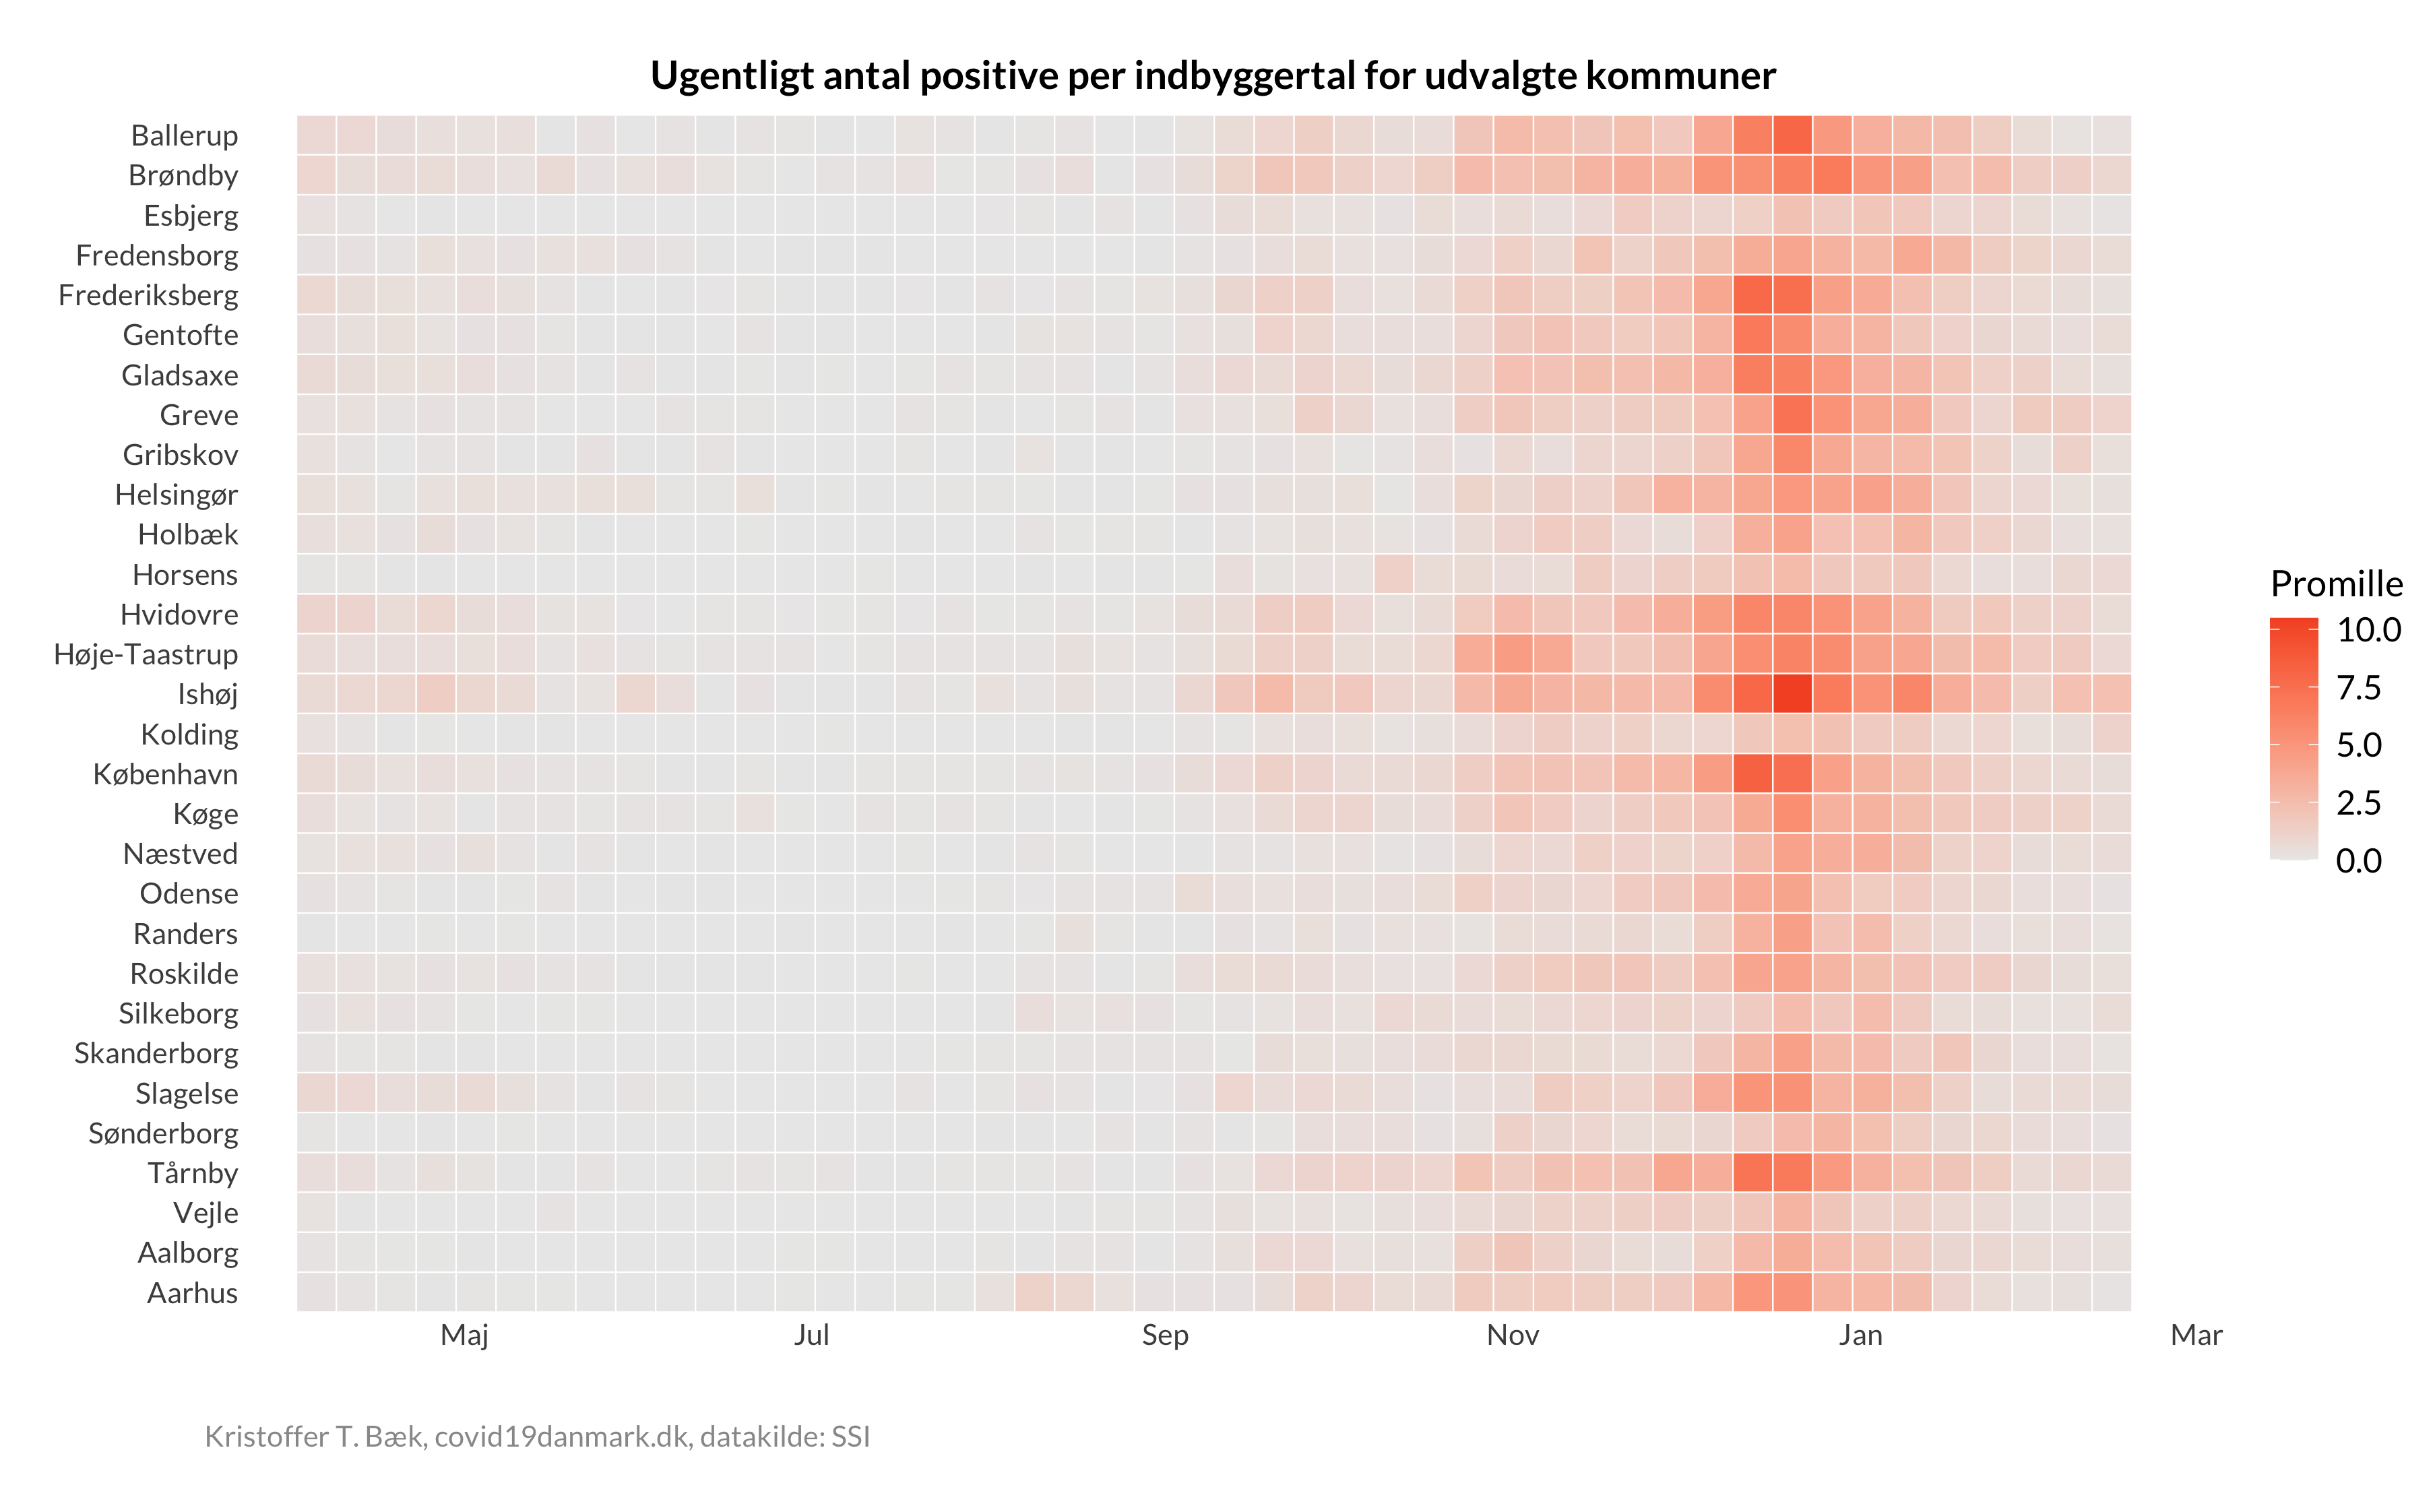 Ugentligt antal positive per indbyggertal for udvalgte kommuner
Ballerup
Brøndby
Esbjerg
Fredensborg
Frederiksberg
Gentofte
Gladsaxe
Greve
Gribskov
Helsingør
Holbæk
Horsens
Hvidovre
Høje-Taastrup
Ishøj
Kolding
København
Køge
Næstved
Odense
Randers
Roskilde
Silkeborg
Skanderborg
Slagelse
Sønderborg
Tårnby
Vejle
Aalborg
Aarhus
Maj Jul Sep Nov Jan Mar
Promille
10.0
7.5
5.0
2.5
0.0
Kristoffer T. Bæk, covid19danmark.dk, datakilde: SSI